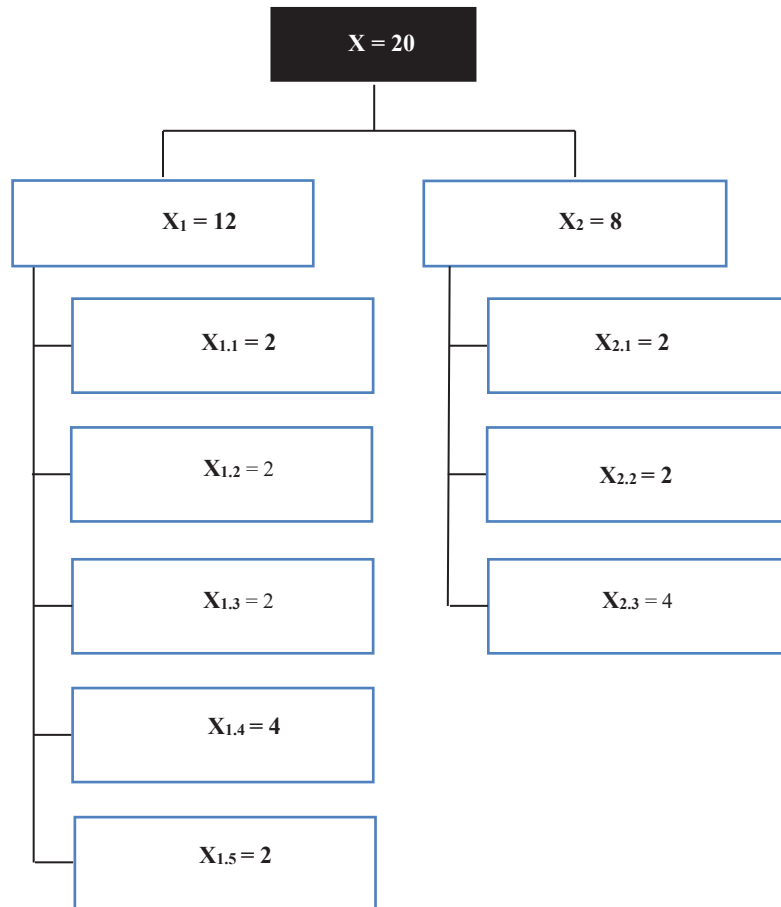 X = 20
X₁ = 12
X₁.₁ = 2
X₁.₂ = 2
X₁.₃ = 2
X₁.₄ = 4
X₁.₅ = 2
X₂ = 8
X₂.₁ = 2
X₂.₂ = 2
X₂.₃ = 4